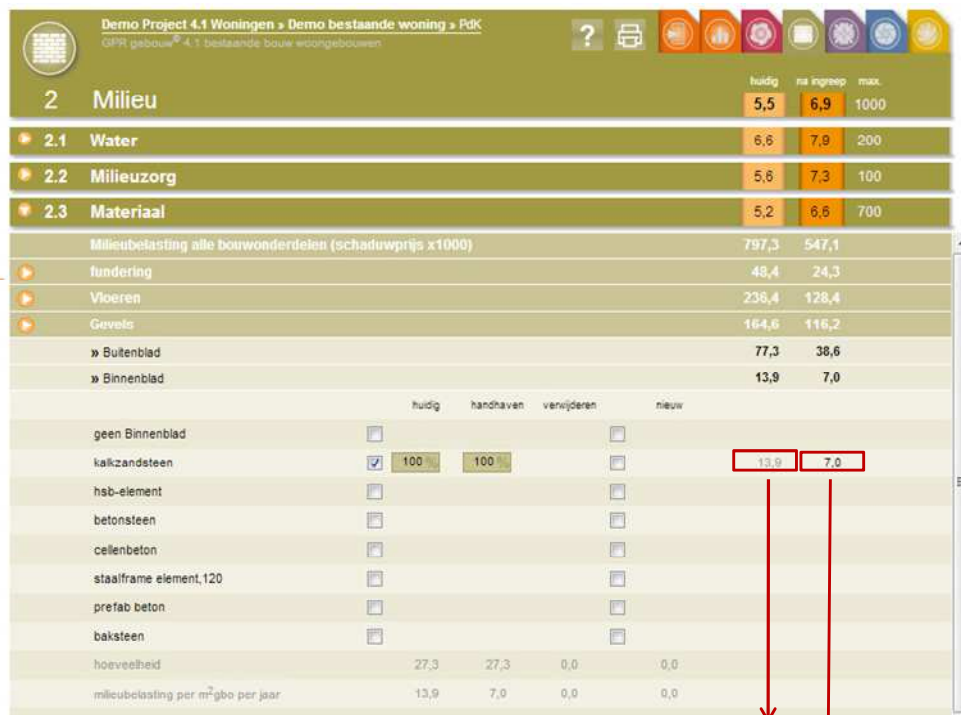 Demo Project 4.1 Woningen » Demo bestaande woning » PdK
GPR gebouw© 4.1 bestaande bouw woongebouwen
?
huidig na ingreep max.
2 Milieu 5,5 6,9 1000
2.1 Water 6,6 7,9 200
2.2 Milieuzorg 5,6 7,3 100
2.3 Materiaal 5,2 6,6 700
Milieubelasting alle bouwonderdelen (schaduwprijs x1000) 797,3 547,1
fundering 48,4 24,3
Vloeren 236,4 128,4
Gevels 164,6 116,2
» Buitenblad 77,3 38,6
» Binnenblad 13,9 7,0
huidig handhaven verwijderen nieuw
geen Binnenblad
kalkzandsteen 100 % 100 % 13,9 7,0
hsb-element
betonsteen
cellenbeton
staalframe element,120
prefab beton
baksteen
hoeveelheid 27,3 27,3 0,0 0,0
milieubelasting per m²gbo per jaar 13,9 7,0 0,0 0,0